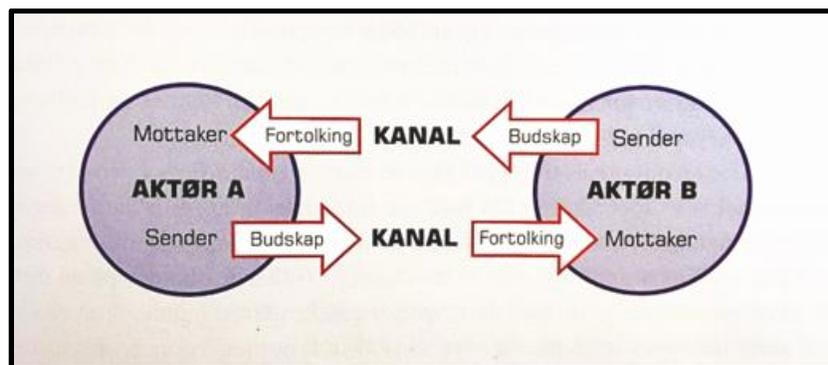 Mottaker Fortolking KANAL Budskap Sender
AKTØR A AKTØR B
Sender Budskap KANAL Fortolking Mottaker